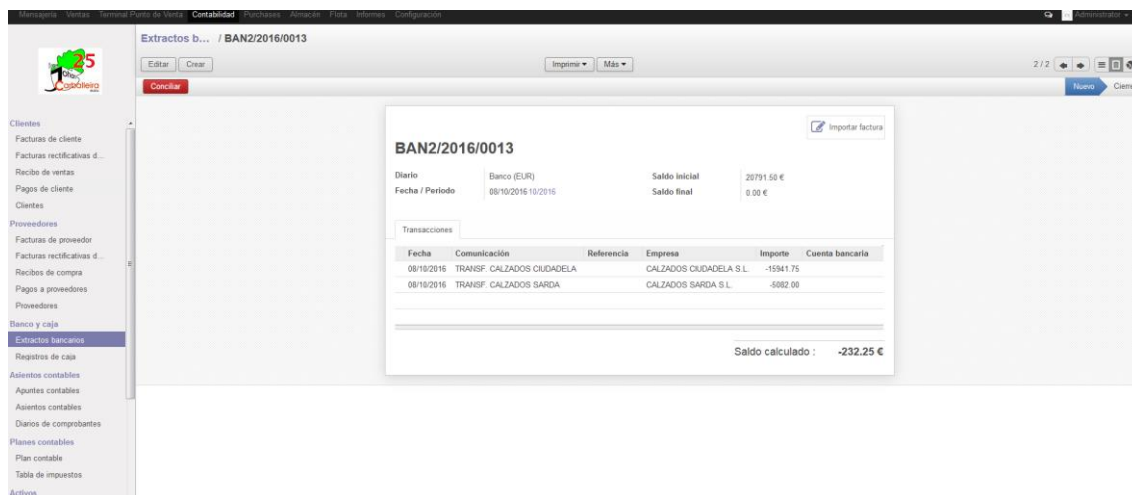 Mensajería Ventas Terminal Punto de Venta Contabilidad Purchases Almacén Flota Informes Configuración Administrator
Extractos b... / BAN2/2016/0013
Editar Crear Imprimir Más 2 / 2
Conciliar Nuevo Cierre
25
Carballeira
Clientes
Facturas de cliente
Facturas rectificativas d...
Recibo de ventas
Pagos de cliente
Clientes
Proveedores
Facturas de proveedor
Facturas rectificativas d...
Recibos de compra
Pagos a proveedores
Proveedores
Banco y caja
Extractos bancarios
Registros de caja
Asientos contables
Apuntes contables
Asientos contables
Diarios de comprobantes
Planes contables
Plan contable
Tabla de impuestos
Activos
Importar factura
BAN2/2016/0013
Diario Banco (EUR) Saldo inicial 20791.50 €
Fecha / Periodo 08/10/2016 10/2016 Saldo final 0.00 €
Transacciones
Fecha Comunicación Referencia Empresa Importe Cuenta bancaria
08/10/2016 TRANSF. CALZADOS CIUDADELA CALZADOS CIUDADELA S.L. -15941.75
08/10/2016 TRANSF. CALZADOS SARDA CALZADOS SARDA S.L. -5082.00
Saldo calculado : -232.25 €